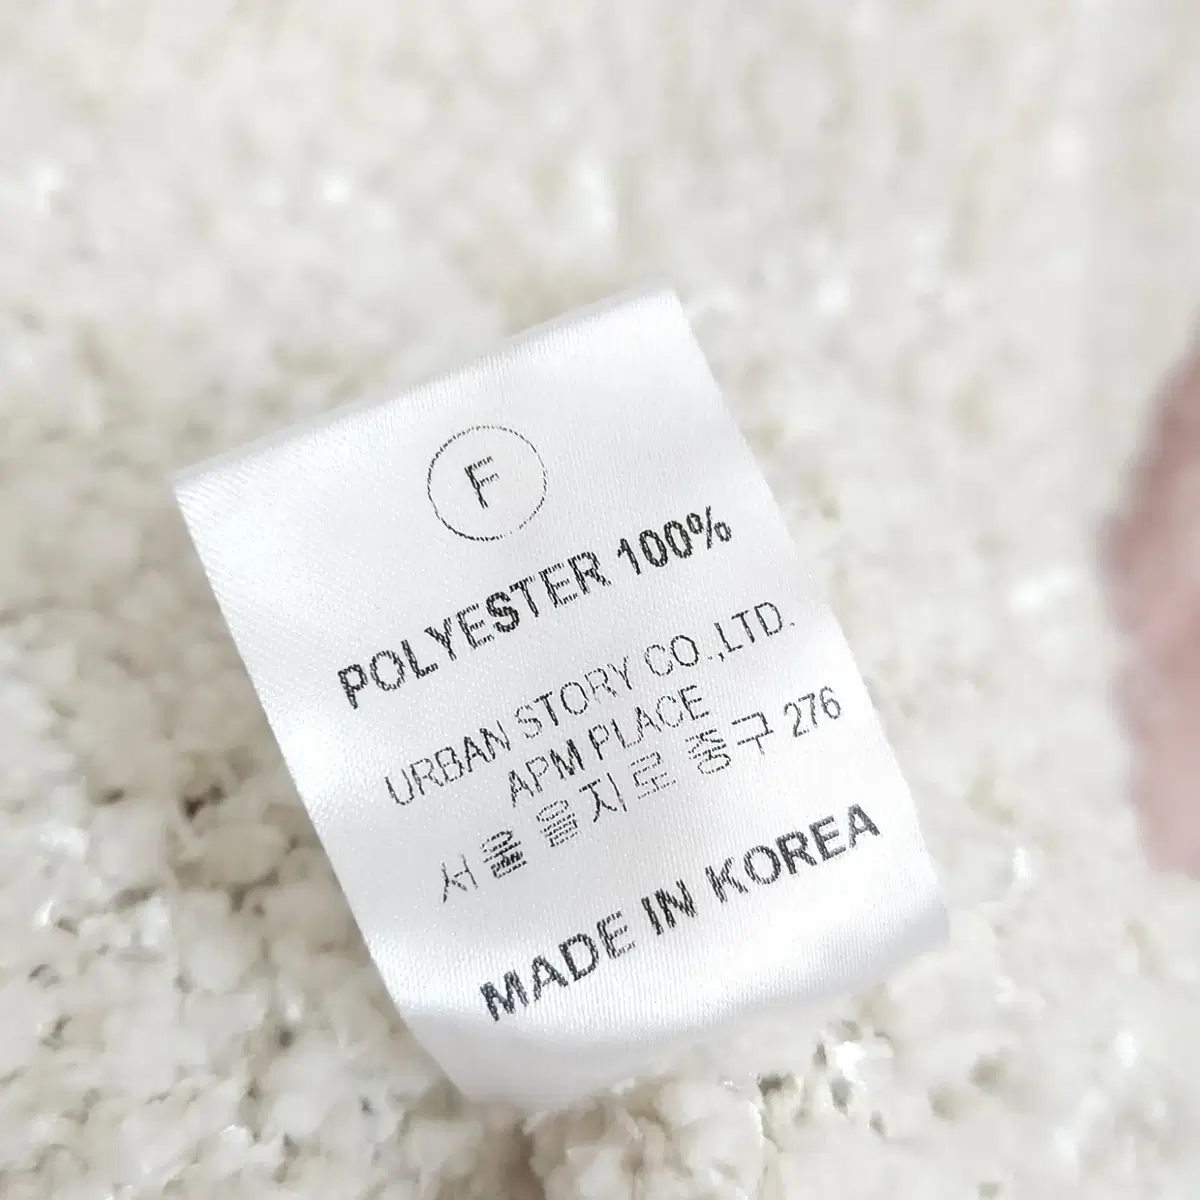 F
POLYESTER 100%
URBAN STORY CO.,LTD.
APM PLACE
서울 을지로 중구 276
MADE IN KOREA